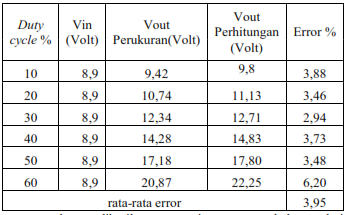 Duty cycle % | Vin (Volt) | Vout Perukuran(Volt) | Vout Perhitungan (Volt) | Error %
10 | 8,9 | 9,42 | 9,8 | 3,88
20 | 8,9 | 10,74 | 11,13 | 3,46
30 | 8,9 | 12,34 | 12,71 | 2,94
40 | 8,9 | 14,28 | 14,83 | 3,73
50 | 8,9 | 17,18 | 17,80 | 3,48
60 | 8,9 | 20,87 | 22,25 | 6,20
rata-rata error | 3,95